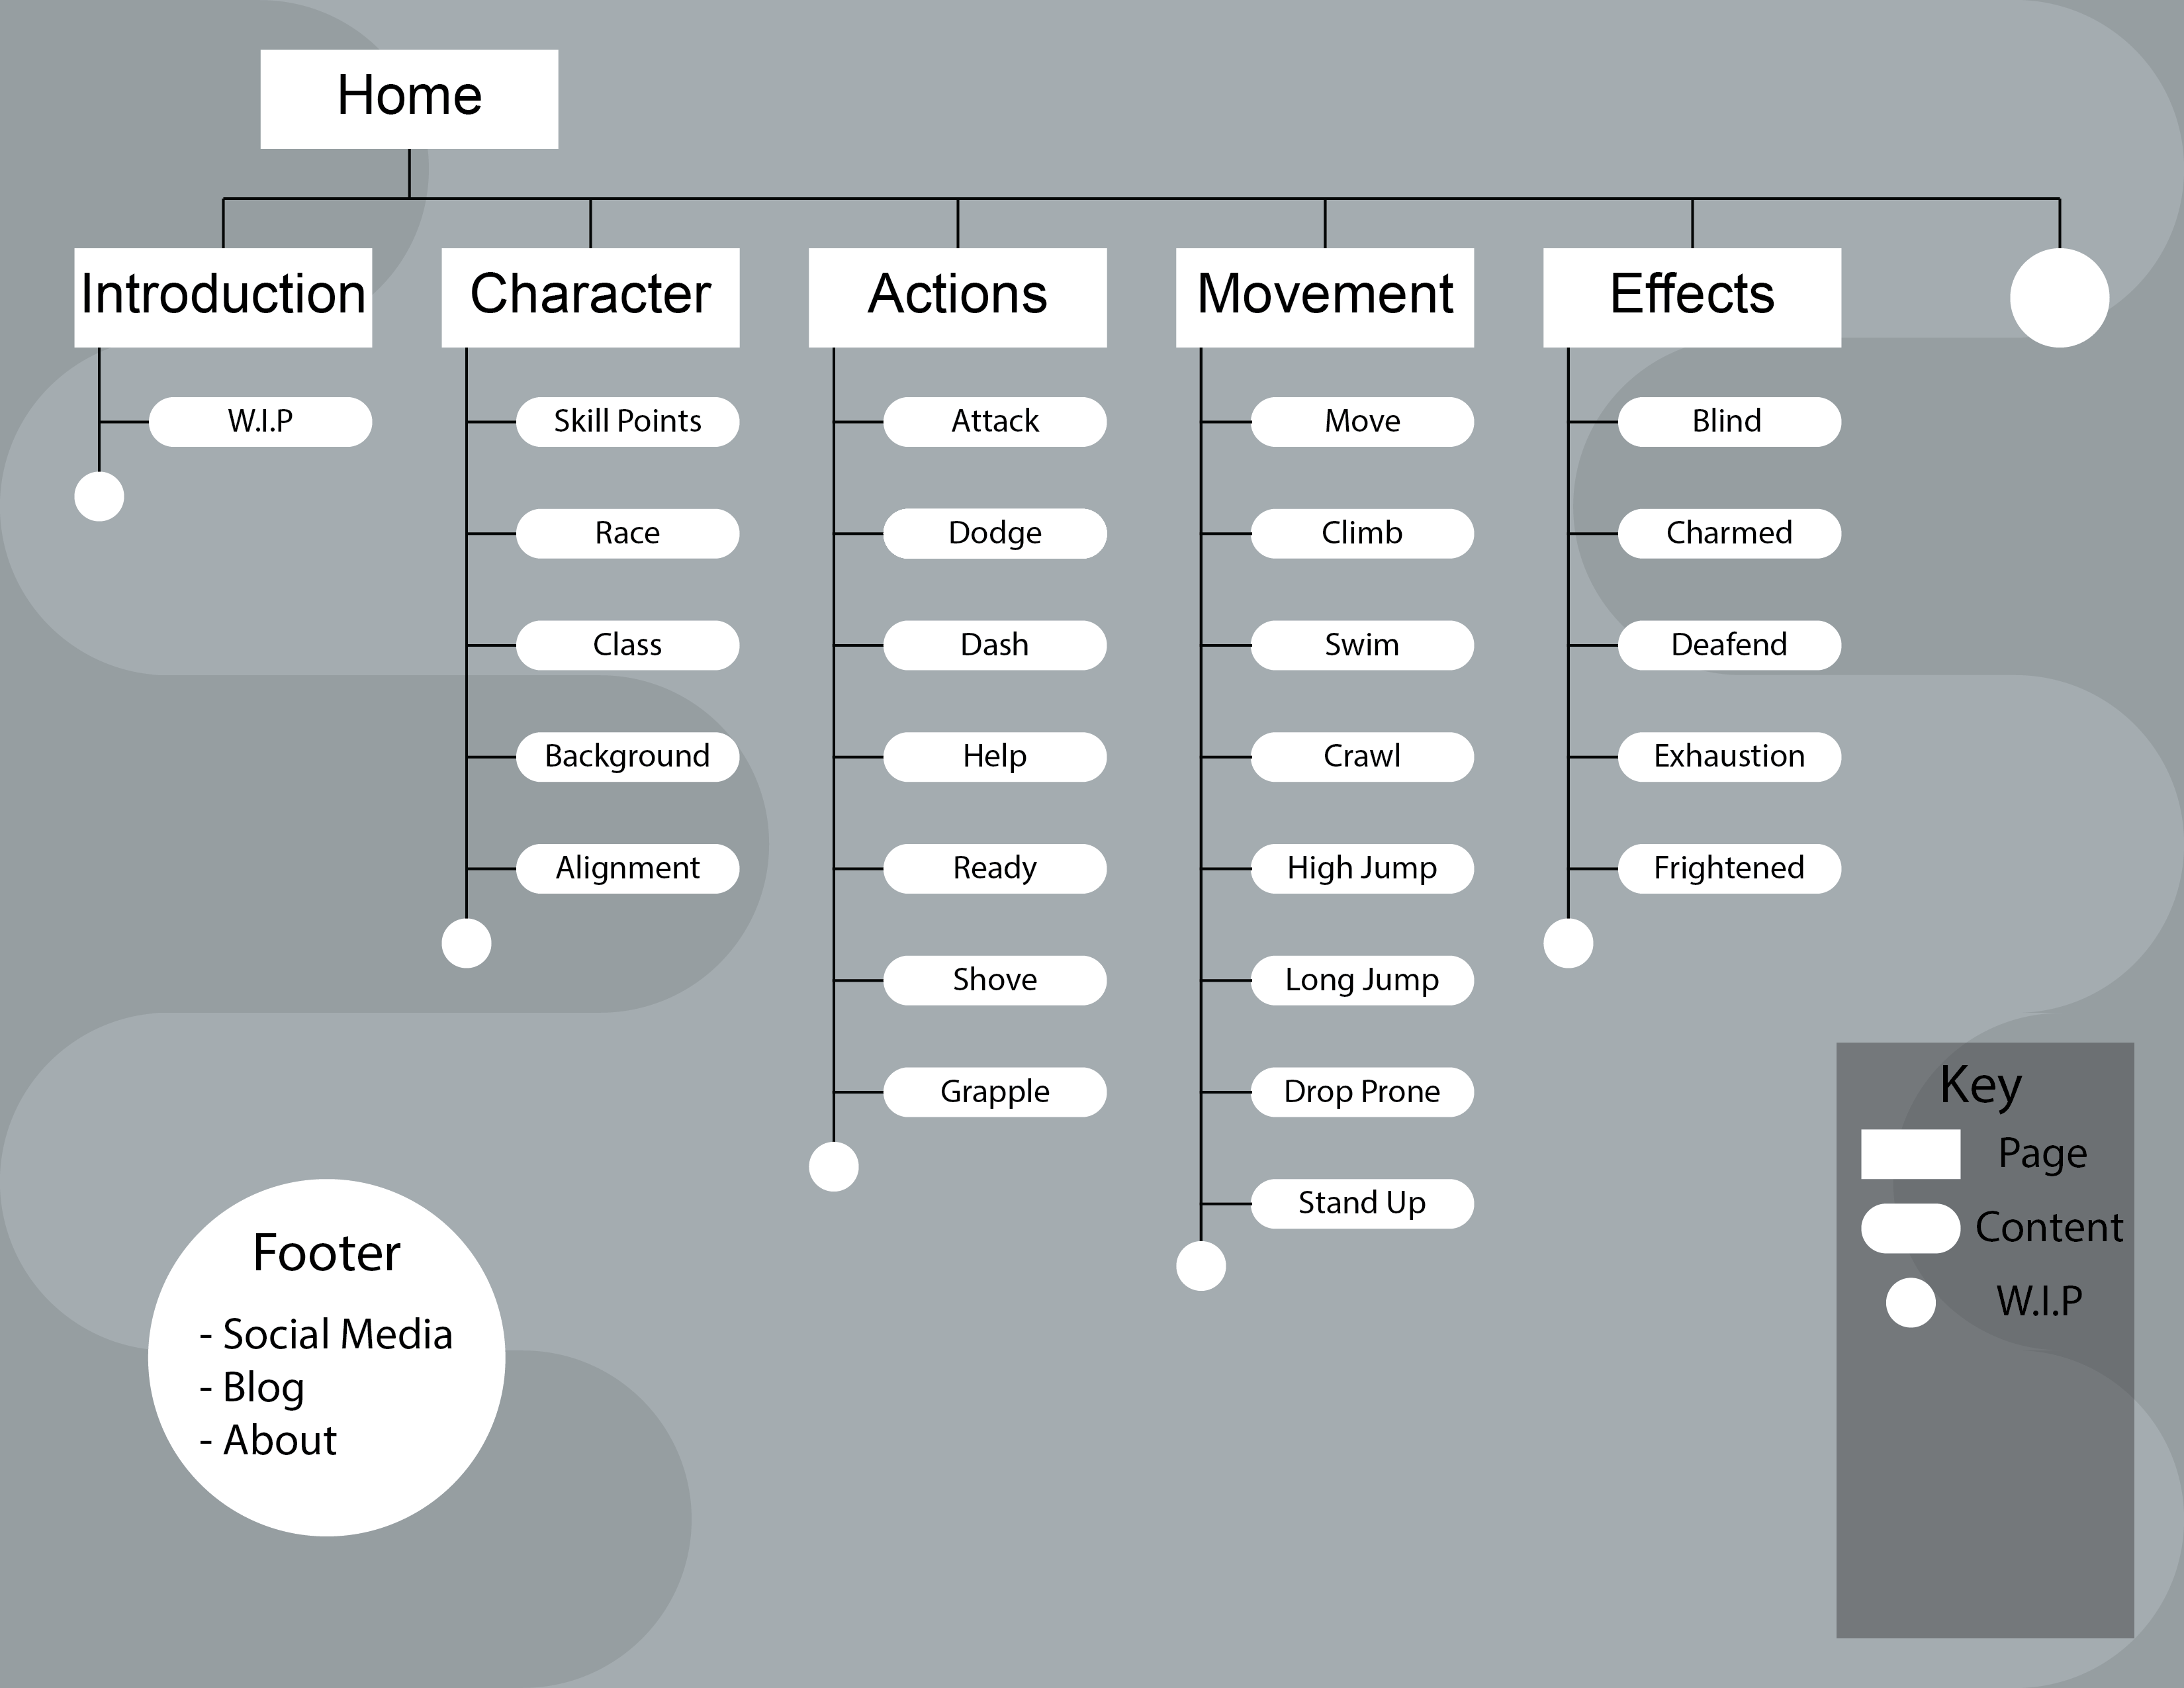 Home
Introduction
Character
Actions
Movement
Effects
W.I.P
Skill Points
Race
Class
Background
Alignment
Attack
Dodge
Dash
Help
Ready
Shove
Grapple
Move
Climb
Swim
Crawl
High Jump
Long Jump
Drop Prone
Stand Up
Blind
Charmed
Deafend
Exhaustion
Frightened
Footer
- Social Media
- Blog
- About
Key
Page
Content
W.I.P